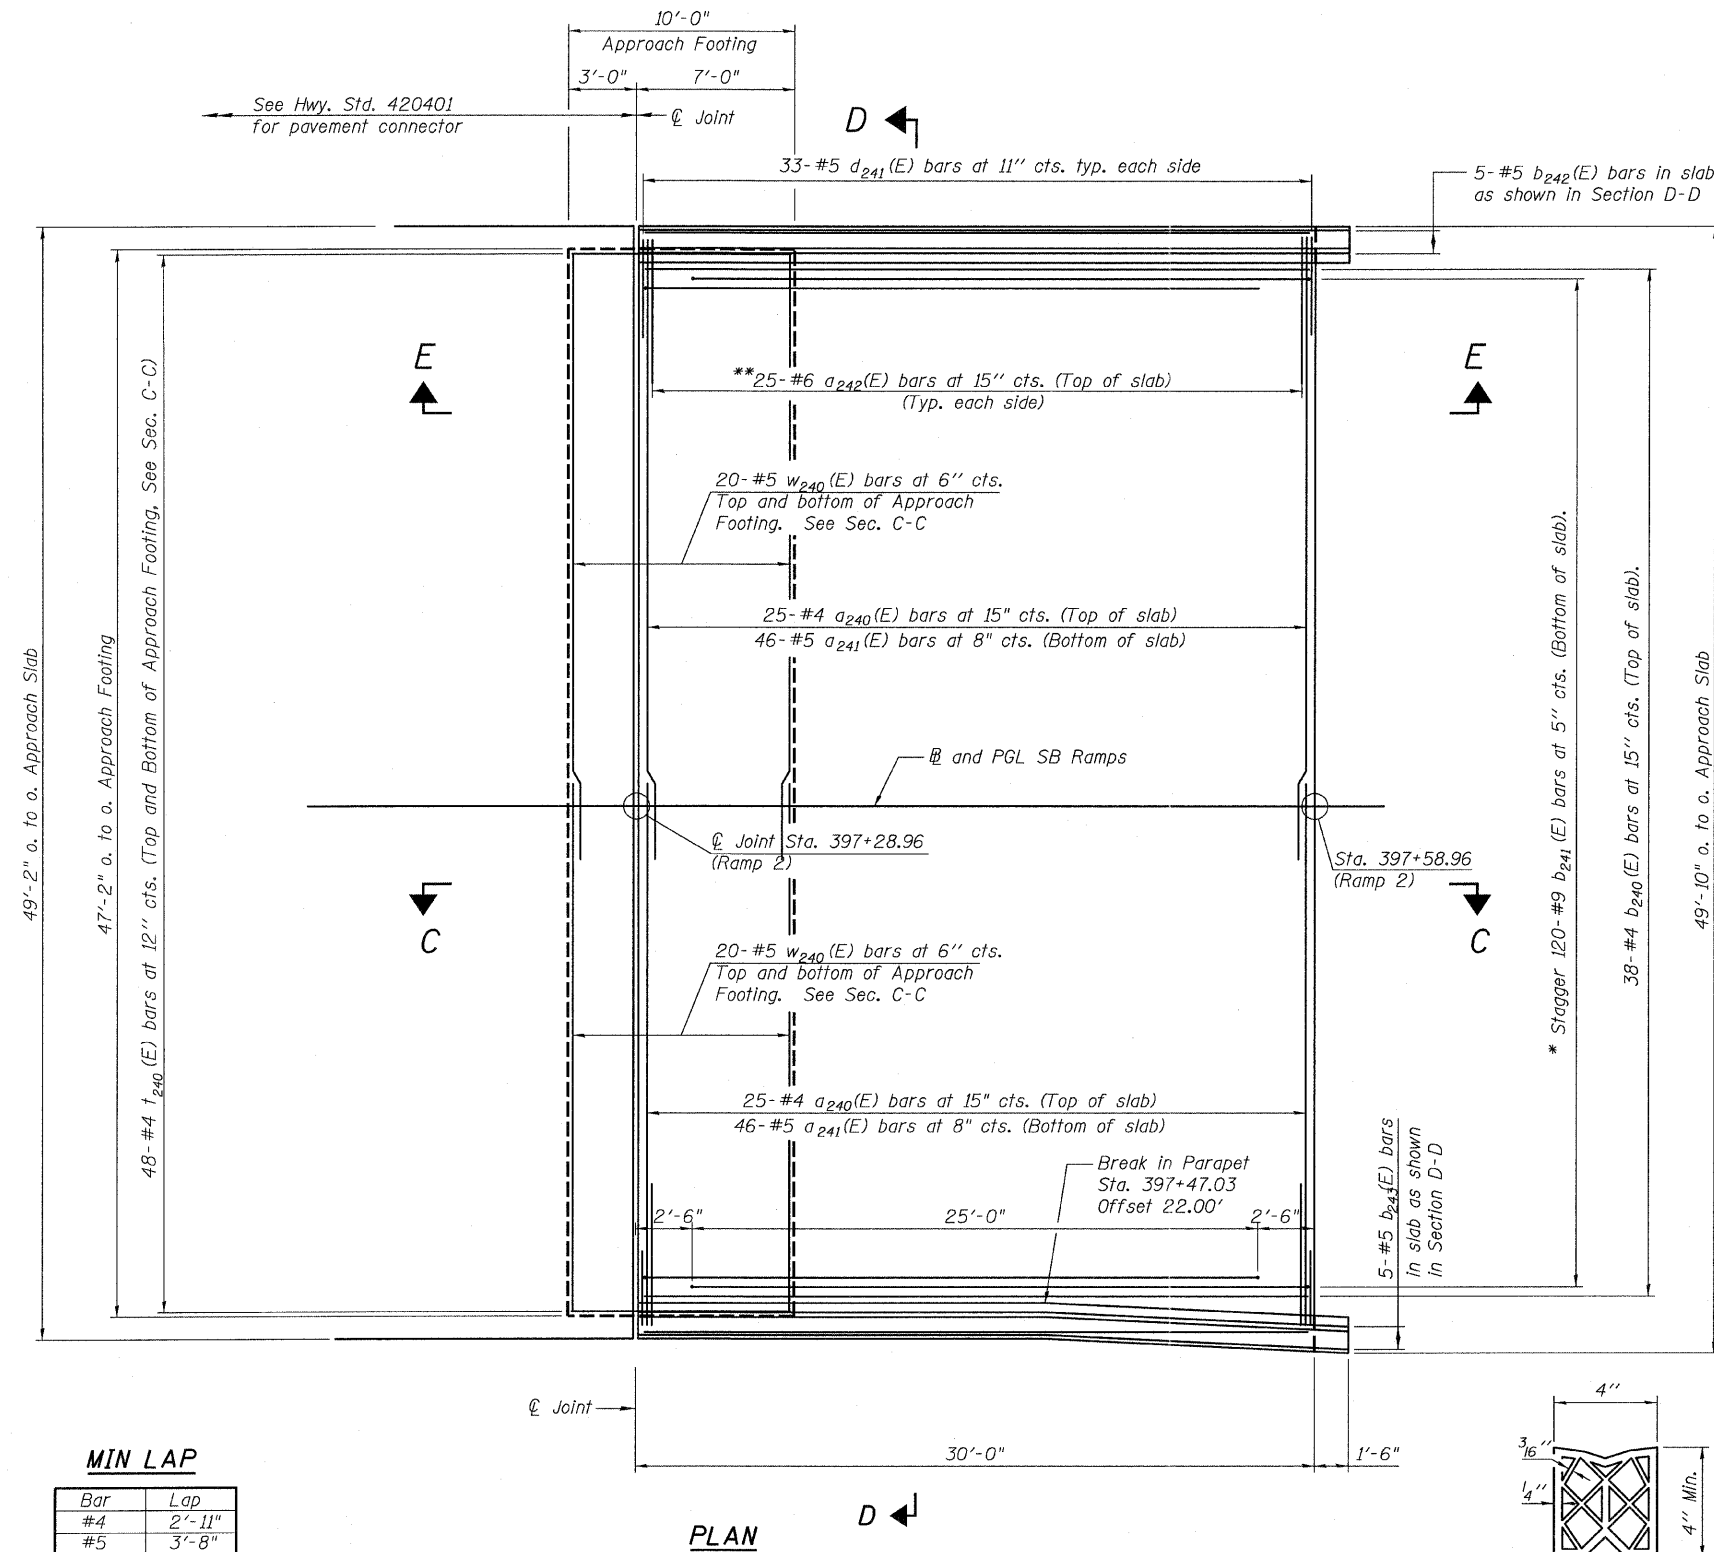 10'-0"
Approach Footing
3'-0"
7'-0"
See Hwy. Std. 420401
for pavement connector
℄ Joint
D
33-#5 d241(E) bars at 11" cts. typ. each side
5-#5 b242(E) bars in slab
as shown in Section D-D
E
E
**25-#6 a242(E) bars at 15" cts. (Top of slab)
(Typ. each side)
20-#5 w240(E) bars at 6" cts.
Top and bottom of Approach
Footing. See Sec. C-C
25-#4 a240(E) bars at 15" cts. (Top of slab)
46-#5 a241(E) bars at 8" cts. (Bottom of slab)
49'-2" o. to o. Approach Slab
47'-2" o. to o. Approach Footing
48-#4 t240(E) bars at 12" cts. (Top and Bottom of Approach Footing, See Sec. C-C)
* Stagger 120-#9 b241(E) bars at 5" cts. (Bottom of slab).
38-#4 b240(E) bars at 15" cts. (Top of slab).
49'-10" o. to o. Approach Slab
BL and PGL SB Ramps
℄ Joint Sta. 397+28.96
(Ramp 2)
Sta. 397+58.96
(Ramp 2)
C
C
20-#5 w240(E) bars at 6" cts.
Top and bottom of Approach
Footing. See Sec. C-C
25-#4 a240(E) bars at 15" cts. (Top of slab)
46-#5 a241(E) bars at 8" cts. (Bottom of slab)
Break in Parapet
Sta. 397+47.03
Offset 22.00'
2'-6"
25'-0"
2'-6"
5-#5 b243(E) bars
in slab as shown
in Section D-D
℄ Joint
30'-0"
1'-6"
4"
3/16"
1/4"
4" Min.
MIN LAP
Bar Lap
#4 2'-11"
#5 3'-8"
D
PLAN